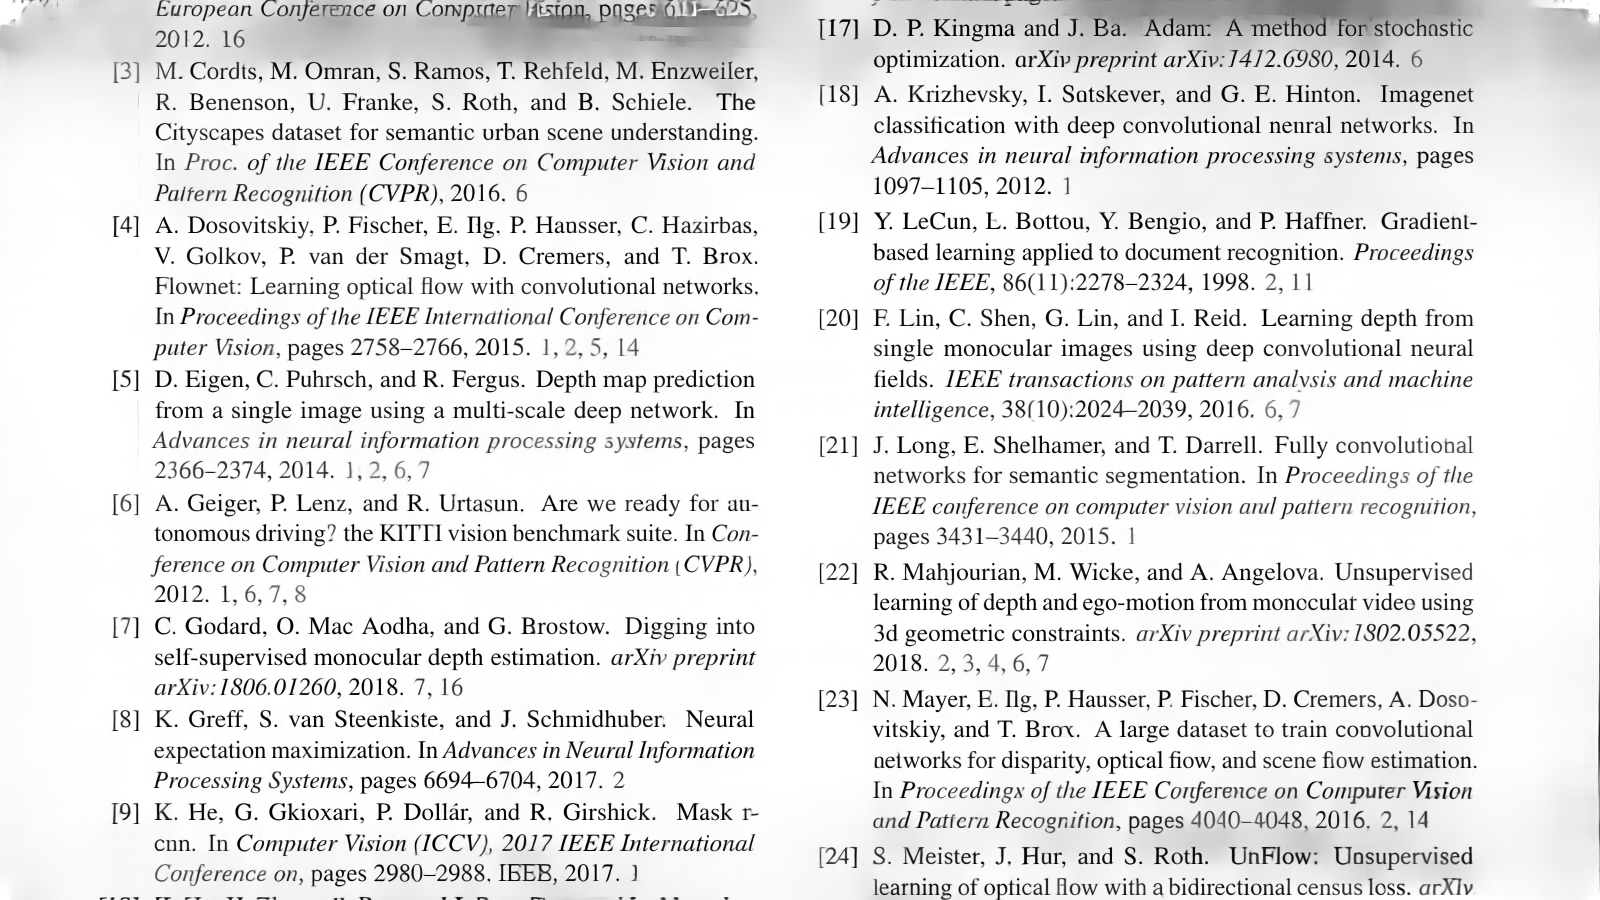 European Conference on Computer Vision, pages 611–625,
2012. 16
[3] M. Cordts, M. Omran, S. Ramos, T. Rehfeld, M. Enzweiler,
R. Benenson, U. Franke, S. Roth, and B. Schiele. The
Cityscapes dataset for semantic urban scene understanding.
In Proc. of the IEEE Conference on Computer Vision and
Pattern Recognition (CVPR), 2016. 6
[4] A. Dosovitskiy, P. Fischer, E. Ilg, P. Hausser, C. Hazirbas,
V. Golkov, P. van der Smagt, D. Cremers, and T. Brox.
Flownet: Learning optical flow with convolutional networks.
In Proceedings of the IEEE International Conference on Com-
puter Vision, pages 2758–2766, 2015. 1, 2, 5, 14
[5] D. Eigen, C. Puhrsch, and R. Fergus. Depth map prediction
from a single image using a multi-scale deep network. In
Advances in neural information processing systems, pages
2366–2374, 2014. 1, 2, 6, 7
[6] A. Geiger, P. Lenz, and R. Urtasun. Are we ready for au-
tonomous driving? the KITTI vision benchmark suite. In Con-
ference on Computer Vision and Pattern Recognition (CVPR),
2012. 1, 6, 7, 8
[7] C. Godard, O. Mac Aodha, and G. Brostow. Digging into
self-supervised monocular depth estimation. arXiv preprint
arXiv:1806.01260, 2018. 7, 16
[8] K. Greff, S. van Steenkiste, and J. Schmidhuber. Neural
expectation maximization. In Advances in Neural Information
Processing Systems, pages 6694–6704, 2017. 2
[9] K. He, G. Gkioxari, P. Dollár, and R. Girshick. Mask r-
cnn. In Computer Vision (ICCV), 2017 IEEE International
Conference on, pages 2980–2988. IEEE, 2017. 1
[17] D. P. Kingma and J. Ba. Adam: A method for stochastic
optimization. arXiv preprint arXiv:1412.6980, 2014. 6
[18] A. Krizhevsky, I. Sutskever, and G. E. Hinton. Imagenet
classification with deep convolutional neural networks. In
Advances in neural information processing systems, pages
1097–1105, 2012. 1
[19] Y. LeCun, L. Bottou, Y. Bengio, and P. Haffner. Gradient-
based learning applied to document recognition. Proceedings
of the IEEE, 86(11):2278–2324, 1998. 2, 11
[20] F. Lin, C. Shen, G. Lin, and I. Reid. Learning depth from
single monocular images using deep convolutional neural
fields. IEEE transactions on pattern analysis and machine
intelligence, 38(10):2024–2039, 2016. 6, 7
[21] J. Long, E. Shelhamer, and T. Darrell. Fully convolutional
networks for semantic segmentation. In Proceedings of the
IEEE conference on computer vision and pattern recognition,
pages 3431–3440, 2015. 1
[22] R. Mahjourian, M. Wicke, and A. Angelova. Unsupervised
learning of depth and ego-motion from monocular video using
3d geometric constraints. arXiv preprint arXiv:1802.05522,
2018. 2, 3, 4, 6, 7
[23] N. Mayer, E. Ilg, P. Hausser, P. Fischer, D. Cremers, A. Doso-
vitskiy, and T. Brox. A large dataset to train convolutional
networks for disparity, optical flow, and scene flow estimation.
In Proceedings of the IEEE Conference on Computer Vision
and Pattern Recognition, pages 4040–4048, 2016. 2, 14
[24] S. Meister, J. Hur, and S. Roth. UnFlow: Unsupervised
learning of optical flow with a bidirectional census loss. arXiv